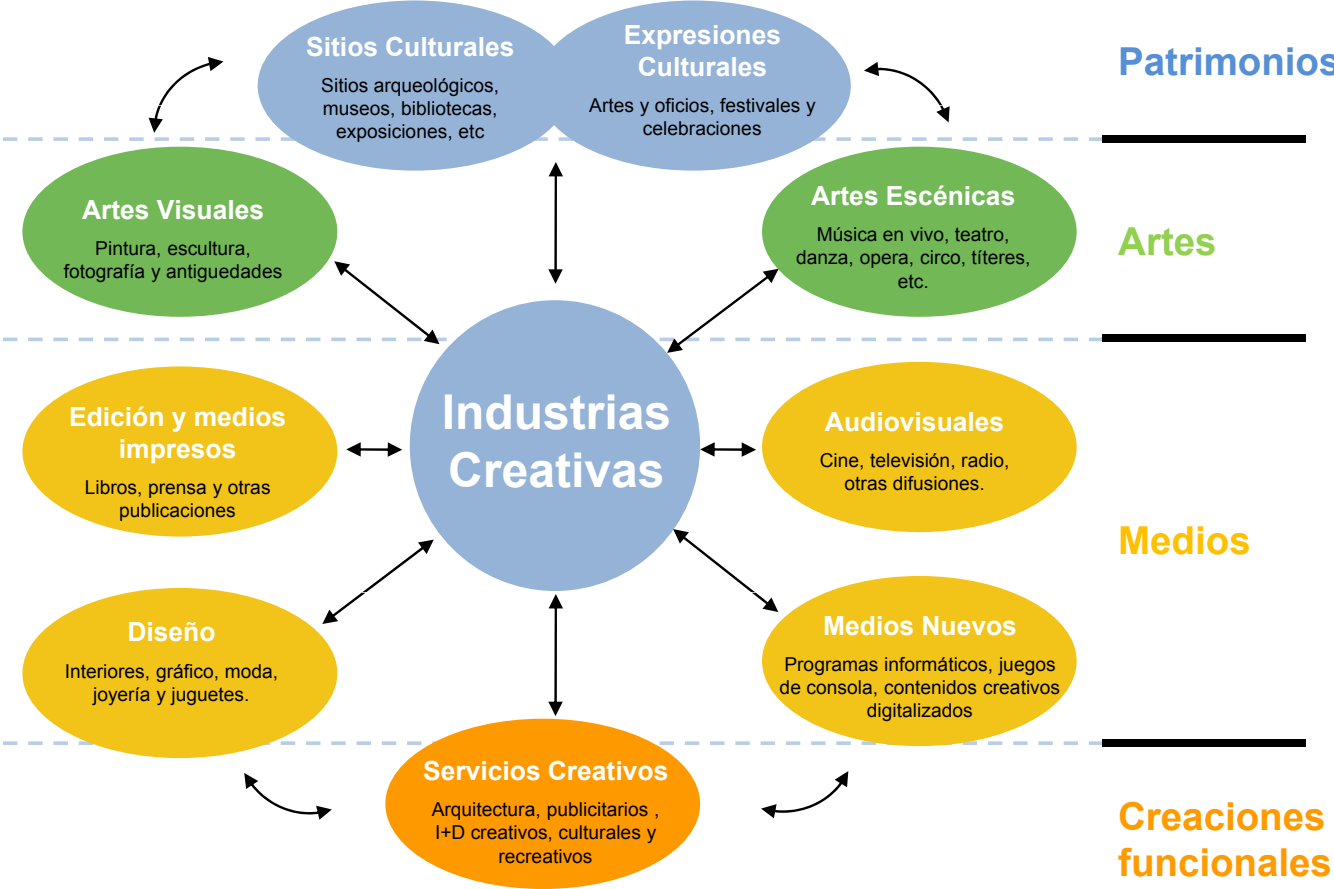 Sitios Culturales
Sitios arqueológicos,
museos, bibliotecas,
exposiciones, etc
Expresiones
Culturales
Artes y oficios, festivales y
celebraciones
Patrimonios
Artes Visuales
Pintura, escultura,
fotografía y antiguedades
Artes Escénicas
Música en vivo, teatro,
danza, opera, circo, títeres,
etc.
Artes
Industrias
Creativas
Edición y medios
impresos
Libros, prensa y otras
publicaciones
Audiovisuales
Cine, televisión, radio,
otras difusiones.
Medios
Diseño
Interiores, gráfico, moda,
joyería y juguetes.
Medios Nuevos
Programas informáticos, juegos
de consola, contenidos creativos
digitalizados
Servicios Creativos
Arquitectura, publicitarios ,
I+D creativos, culturales y
recreativos
Creaciones
funcionales